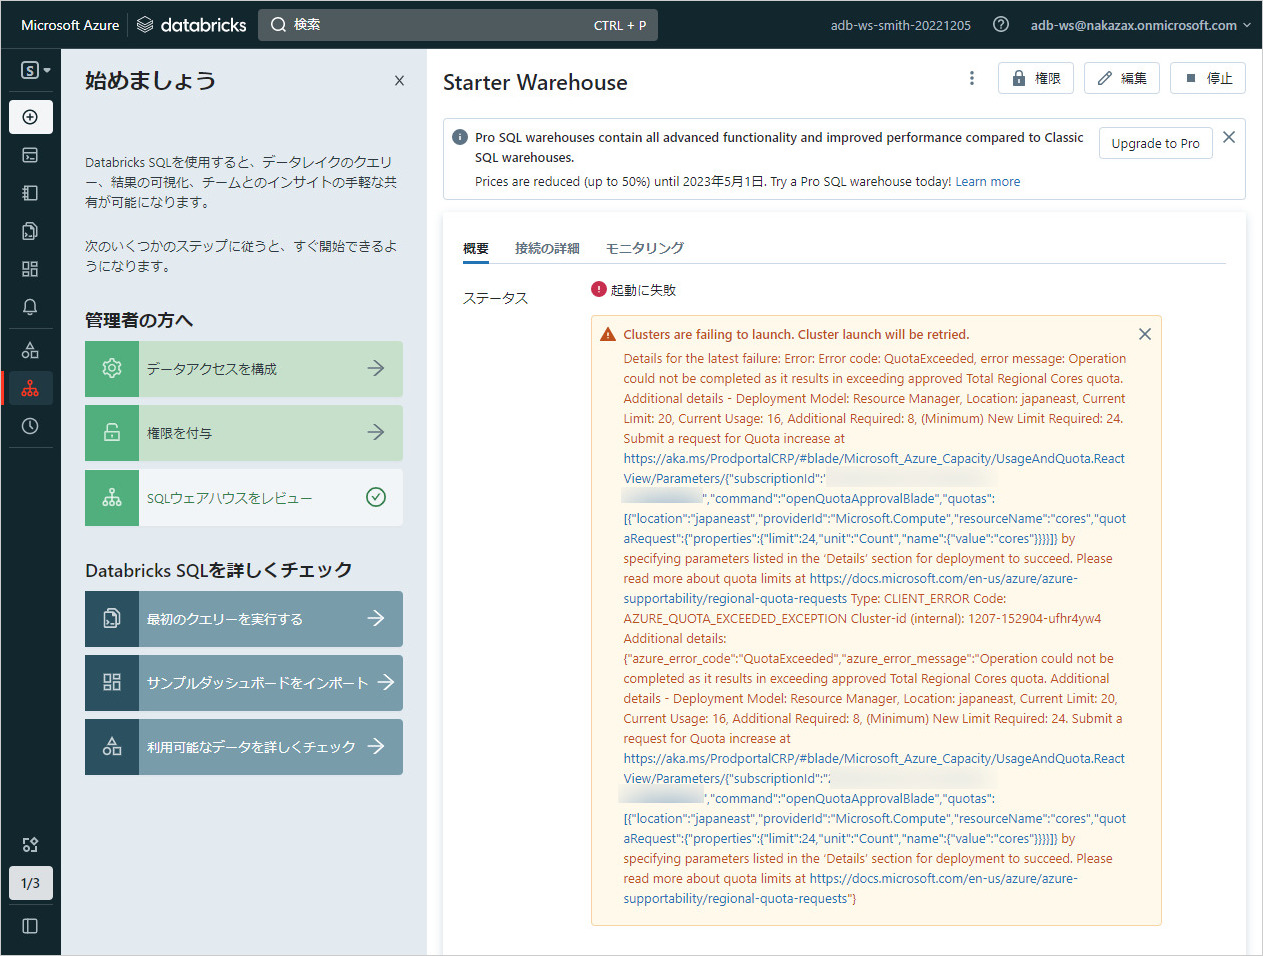 Microsoft Azure databricks 検索 CTRL + P adb-ws-smith-20221205 adb-ws@nakazax.onmicrosoft.com
S
1/3
始めましょう
Databricks SQLを使用すると、データレイクのクエリ
ー、結果の可視化、チームとのインサイトの手軽な共
有が可能になります。
次のいくつかのステップに従うと、すぐ開始できるよ
うになります。
管理者の方へ
データアクセスを構成
権限を付与
SQLウェアハウスをレビュー
Databricks SQLを詳しくチェック
最初のクエリーを実行する
サンプルダッシュボードをインポート
利用可能なデータを詳しくチェック
Starter Warehouse 権限 編集 停止
Pro SQL warehouses contain all advanced functionality and improved performance compared to Classic
SQL warehouses.
Prices are reduced (up to 50%) until 2023年5月1日. Try a Pro SQL warehouse today! Learn more
Upgrade to Pro
概要 接続の詳細 モニタリング
ステータス 起動に失敗
Clusters are failing to launch. Cluster launch will be retried.
Details for the latest failure: Error: Error code: QuotaExceeded, error message: Operation
could not be completed as it results in exceeding approved Total Regional Cores quota.
Additional details - Deployment Model: Resource Manager, Location: japaneast, Current
Limit: 20, Current Usage: 16, Additional Required: 8, (Minimum) New Limit Required: 24.
Submit a request for Quota increase at
https://aka.ms/ProdportalCRP/#blade/Microsoft_Azure_Capacity/UsageAndQuota.React
View/Parameters/{"subscriptionId":"
","command":"openQuotaApprovalBlade","quotas":
[{"location":"japaneast","providerId":"Microsoft.Compute","resourceName":"cores","quot
aRequest":{"properties":{"limit":24,"unit":"Count","name":{"value":"cores"}}}}]} by
specifying parameters listed in the ‘Details’ section for deployment to succeed. Please
read more about quota limits at https://docs.microsoft.com/en-us/azure/azure-
supportability/regional-quota-requests Type: CLIENT_ERROR Code:
AZURE_QUOTA_EXCEEDED_EXCEPTION Cluster-id (internal): 1207-152904-ufhr4yw4
Additional details:
{"azure_error_code":"QuotaExceeded","azure_error_message":"Operation could not be
completed as it results in exceeding approved Total Regional Cores quota. Additional
details - Deployment Model: Resource Manager, Location: japaneast, Current Limit: 20,
Current Usage: 16, Additional Required: 8, (Minimum) New Limit Required: 24. Submit a
request for Quota increase at
https://aka.ms/ProdportalCRP/#blade/Microsoft_Azure_Capacity/UsageAndQuota.React
View/Parameters/{"subscriptionId":"
","command":"openQuotaApprovalBlade","quotas":
[{"location":"japaneast","providerId":"Microsoft.Compute","resourceName":"cores","quot
aRequest":{"properties":{"limit":24,"unit":"Count","name":{"value":"cores"}}}}]} by
specifying parameters listed in the ‘Details’ section for deployment to succeed. Please
read more about quota limits at https://docs.microsoft.com/en-us/azure/azure-
supportability/regional-quota-requests"}